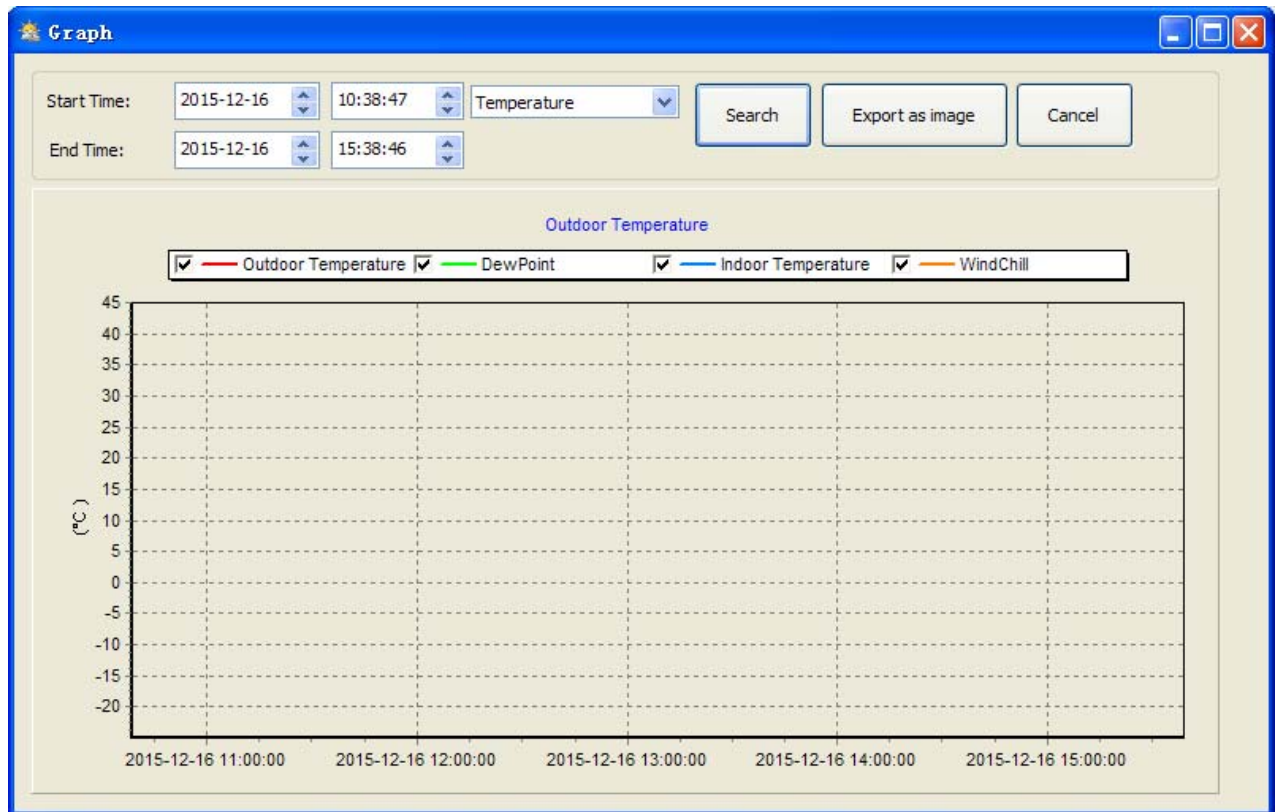 Graph
Start Time: 2015-12-16 10:38:47 Temperature Search Export as image Cancel
End Time: 2015-12-16 15:38:46
Outdoor Temperature
Outdoor Temperature DewPoint Indoor Temperature WindChill
45
40
35
30
25
20
15
10
5
0
-5
-10
-15
-20
(°C )
2015-12-16 11:00:00 2015-12-16 12:00:00 2015-12-16 13:00:00 2015-12-16 14:00:00 2015-12-16 15:00:00